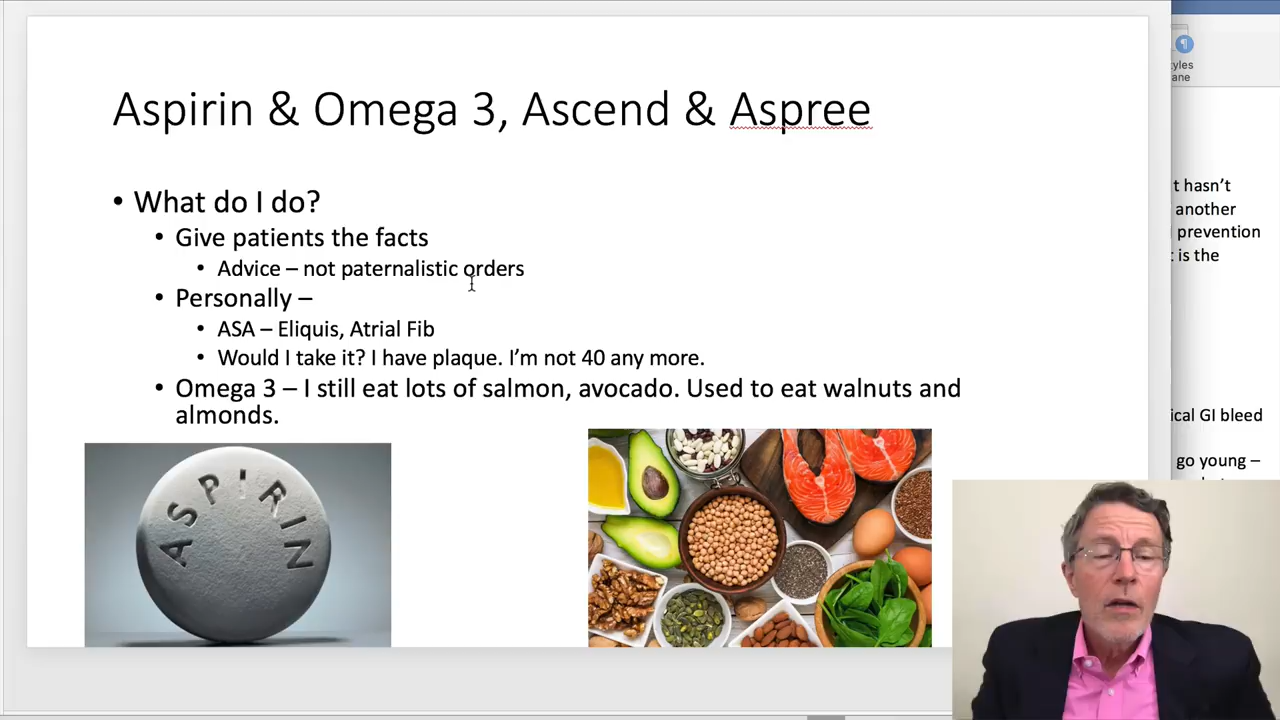 Aspirin & Omega 3, Ascend & Aspree
• What do I do?
• Give patients the facts
• Advice – not paternalistic orders
• Personally –
• ASA – Eliquis, Atrial Fib
• Would I take it? I have plaque. I'm not 40 any more.
• Omega 3 – I still eat lots of salmon, avocado. Used to eat walnuts and
almonds.
ASPIRIN
yles
ane
t hasn't
another
prevention
is the
ical GI bleed
go young –